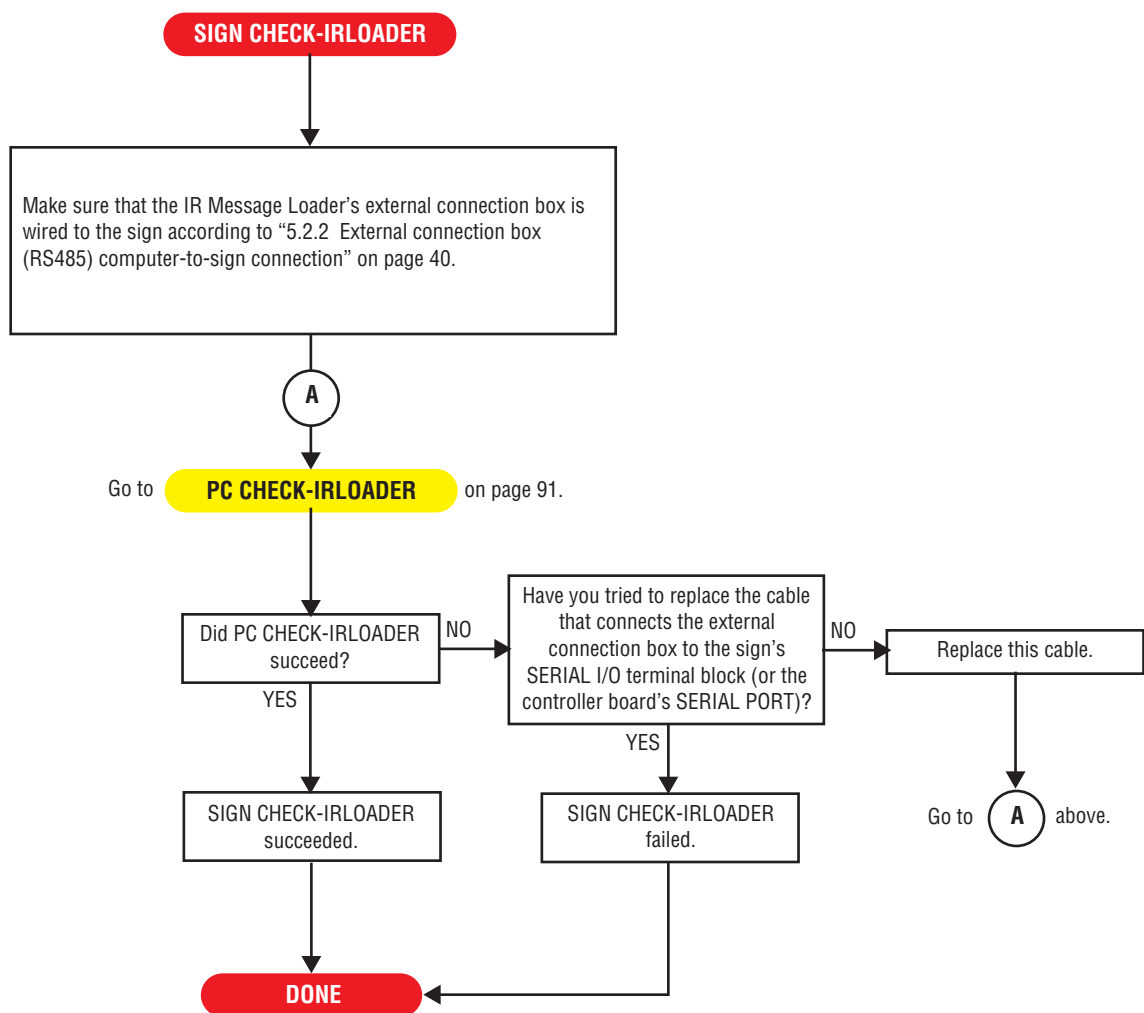 SIGN CHECK-IRLOADER
Make sure that the IR Message Loader’s external connection box is
wired to the sign according to “5.2.2  External connection box
(RS485) computer-to-sign connection” on page 40.
A
Go to PC CHECK-IRLOADER on page 91.
Did PC CHECK-IRLOADER
succeed?
NO
YES
Have you tried to replace the cable
that connects the external
connection box to the sign’s
SERIAL I/O terminal block (or the
controller board’s SERIAL PORT)?
NO
YES
Replace this cable.
SIGN CHECK-IRLOADER
succeeded.
SIGN CHECK-IRLOADER
failed.
Go to A above.
DONE